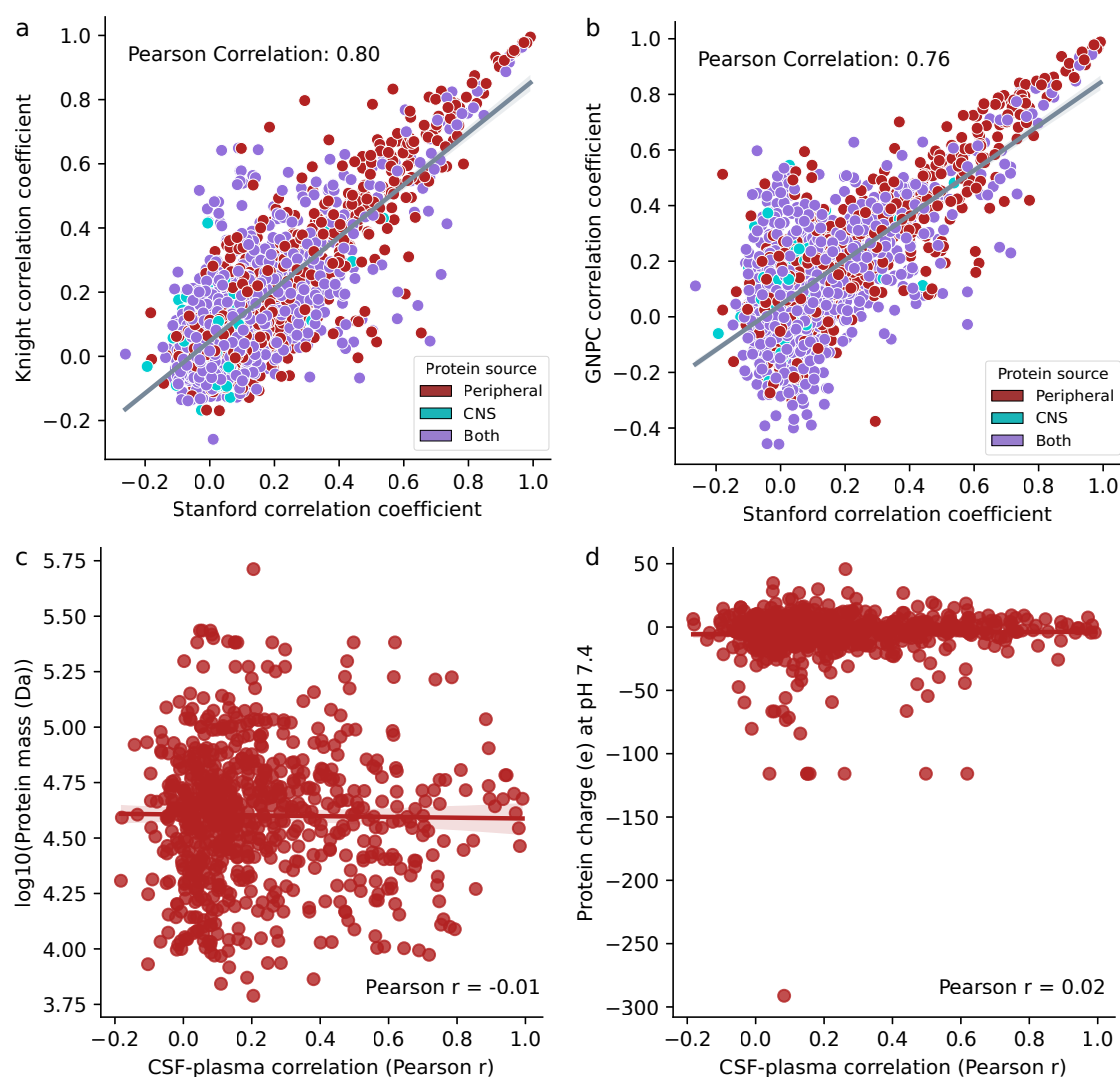 a
Pearson Correlation: 0.80
Knight correlation coefficient
1.0
0.8
0.6
0.4
0.2
0.0
−0.2
Protein source
Peripheral
CNS
Both
−0.2 0.0 0.2 0.4 0.6 0.8 1.0
Stanford correlation coefficient
b
Pearson Correlation: 0.76
GNPC correlation coefficient
1.0
0.8
0.6
0.4
0.2
0.0
−0.2
−0.4
Protein source
Peripheral
CNS
Both
−0.2 0.0 0.2 0.4 0.6 0.8 1.0
Stanford correlation coefficient
c
log10(Protein mass (Da))
5.75
5.50
5.25
5.00
4.75
4.50
4.25
4.00
3.75
Pearson r = -0.01
−0.2 0.0 0.2 0.4 0.6 0.8 1.0
CSF-plasma correlation (Pearson r)
d
Protein charge (e) at pH 7.4
50
0
−50
−100
−150
−200
−250
−300
Pearson r = 0.02
−0.2 0.0 0.2 0.4 0.6 0.8 1.0
CSF-plasma correlation (Pearson r)